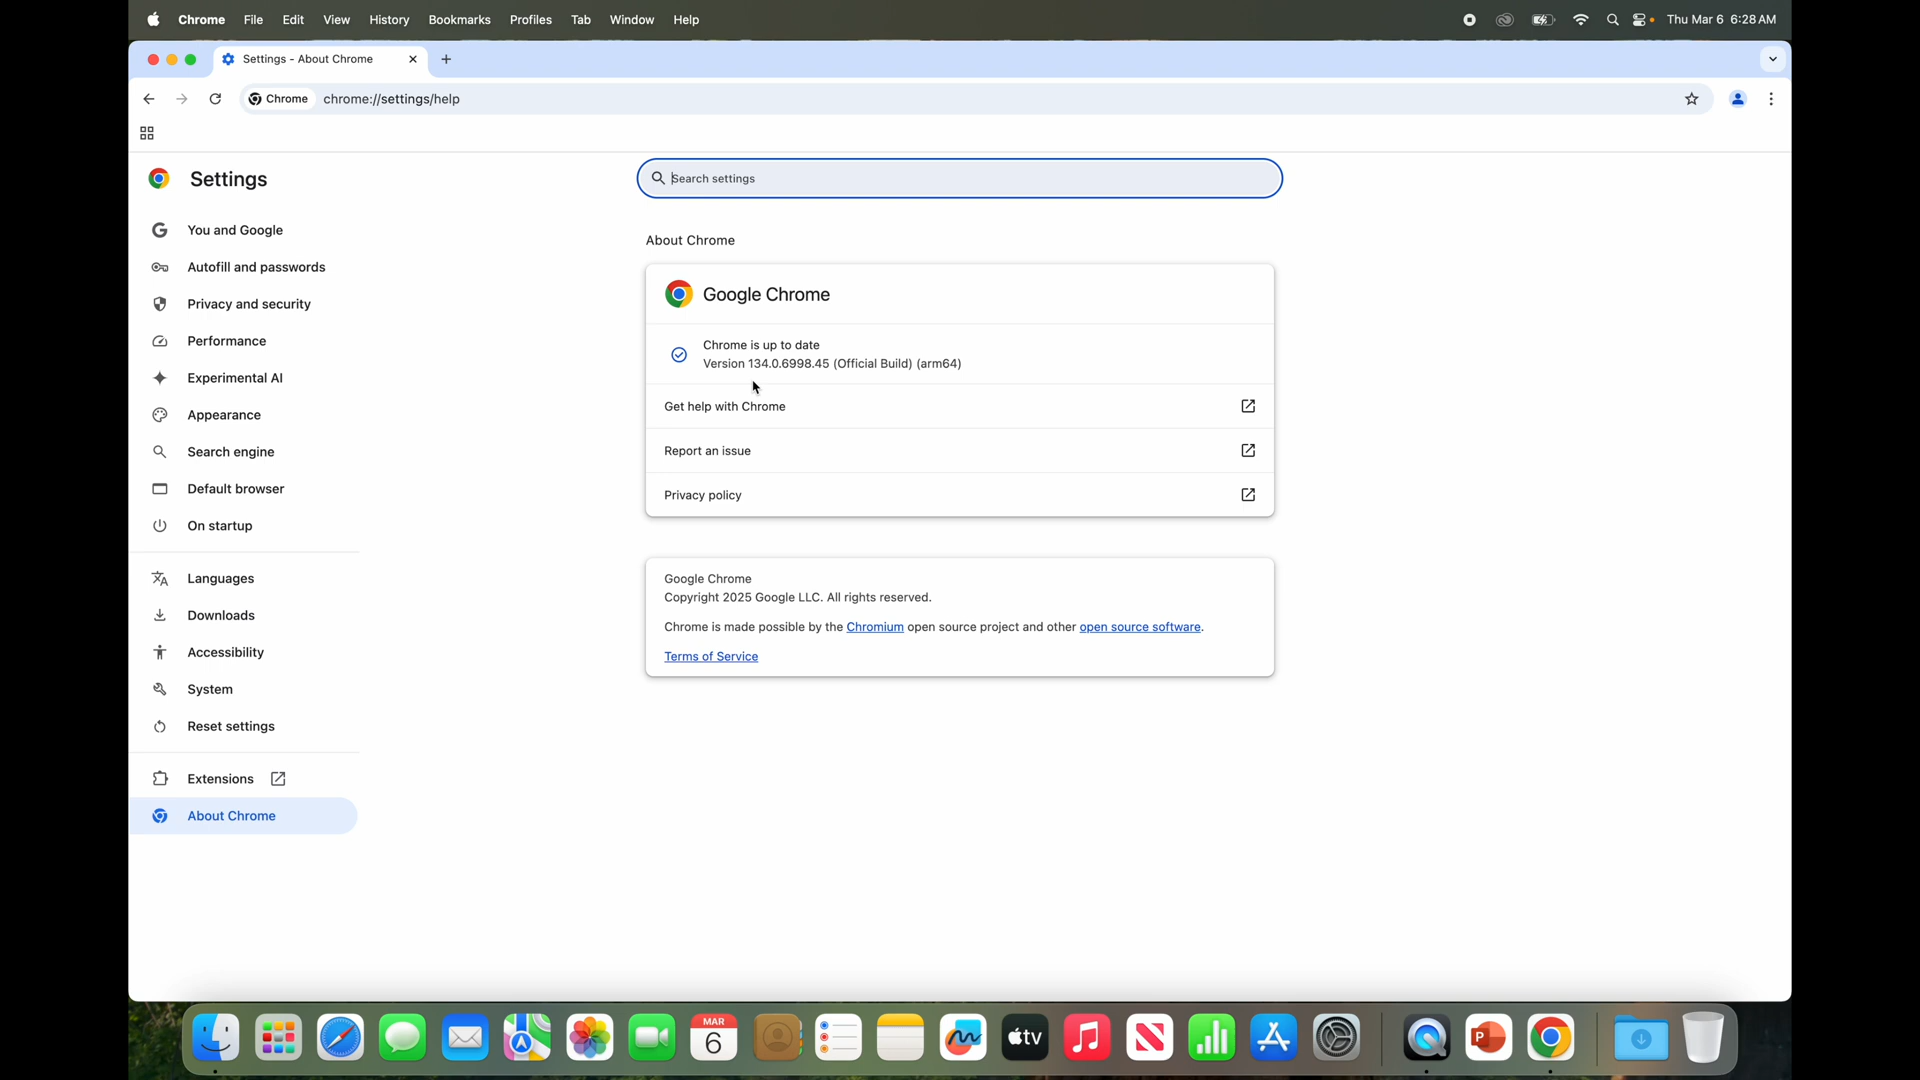 Chrome File Edit View History Bookmarks Profiles Tab Window Help Thu Mar 6 6:28 AM
Settings - About Chrome
Chrome chrome://settings/help
Settings
Search settings
You and Google
Autofill and passwords
Privacy and security
Performance
Experimental AI
Appearance
Search engine
Default browser
On startup
Languages
Downloads
Accessibility
System
Reset settings
Extensions
About Chrome
About Chrome
Google Chrome
Chrome is up to date
Version 134.0.6998.45 (Official Build) (arm64)
Get help with Chrome
Report an issue
Privacy policy
Google Chrome
Copyright 2025 Google LLC. All rights reserved.
Chrome is made possible by the Chromium open source project and other open source software.
Terms of Service
MAR
6
tv